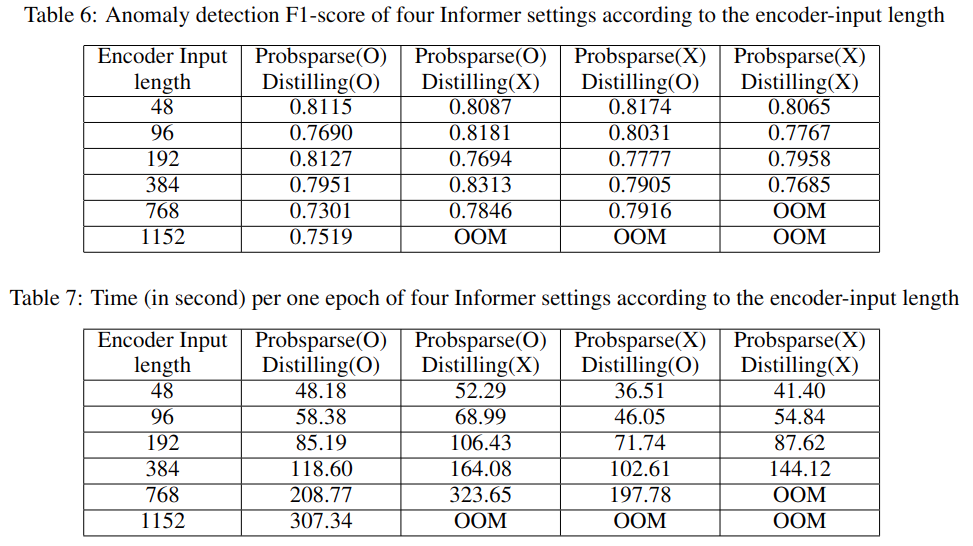 Table 6: Anomaly detection F1-score of four Informer settings according to the encoder-input length
Encoder Input Probsparse(O) Probsparse(O) Probsparse(X) Probsparse(X)
length Distilling(O) Distilling(X) Distilling(O) Distilling(X)
48 0.8115 0.8087 0.8174 0.8065
96 0.7690 0.8181 0.8031 0.7767
192 0.8127 0.7694 0.7777 0.7958
384 0.7951 0.8313 0.7905 0.7685
768 0.7301 0.7846 0.7916 OOM
1152 0.7519 OOM OOM OOM
Table 7: Time (in second) per one epoch of four Informer settings according to the encoder-input length
Encoder Input Probsparse(O) Probsparse(O) Probsparse(X) Probsparse(X)
length Distilling(O) Distilling(X) Distilling(O) Distilling(X)
48 48.18 52.29 36.51 41.40
96 58.38 68.99 46.05 54.84
192 85.19 106.43 71.74 87.62
384 118.60 164.08 102.61 144.12
768 208.77 323.65 197.78 OOM
1152 307.34 OOM OOM OOM